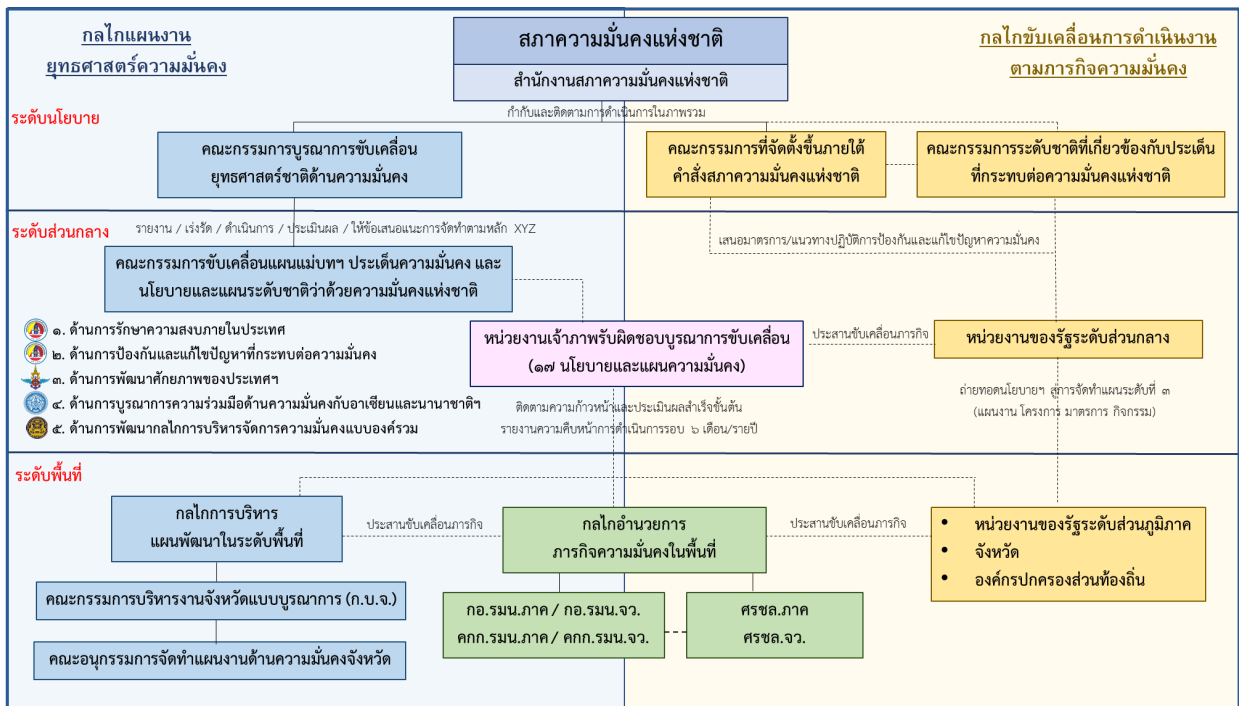 กลไกแผนงาน
ยุทธศาสตร์ความมั่นคง
สภาความมั่นคงแห่งชาติ
สำนักงานสภาความมั่นคงแห่งชาติ
กลไกขับเคลื่อนการดำเนินงาน
ตามภารกิจความมั่นคง
ระดับนโยบาย
กำกับและติดตามการดำเนินการในภาพรวม
คณะกรรมการบูรณาการขับเคลื่อน
ยุทธศาสตร์ชาติด้านความมั่นคง
คณะกรรมการที่จัดตั้งขึ้นภายใต้
คำสั่งสภาความมั่นคงแห่งชาติ
คณะกรรมการระดับชาติที่เกี่ยวข้องกับประเด็น
ที่กระทบต่อความมั่นคงแห่งชาติ
ระดับส่วนกลาง
รายงาน / เร่งรัด / ดำเนินการ / ประเมินผล / ให้ข้อเสนอแนะการจัดทำตามหลัก XYZ
เสนอมาตรการ/แนวทางปฏิบัติการป้องกันและแก้ไขปัญหาความมั่นคง
คณะกรรมการขับเคลื่อนแผนแม่บทฯ ประเด็นความมั่นคง และ
นโยบายและแผนระดับชาติว่าด้วยความมั่นคงแห่งชาติ
๑. ด้านการรักษาความสงบภายในประเทศ
๒. ด้านการป้องกันและแก้ไขปัญหาที่กระทบต่อความมั่นคง
๓. ด้านการพัฒนาศักยภาพของประเทศฯ
๔. ด้านการบูรณาการความร่วมมือด้านความมั่นคงกับอาเซียนและนานาชาติฯ
๕. ด้านการพัฒนากลไกการบริหารจัดการความมั่นคงแบบองค์รวม
หน่วยงานเจ้าภาพรับผิดชอบบูรณาการขับเคลื่อน
(๑๗ นโยบายและแผนความมั่นคง)
ประสานขับเคลื่อนภารกิจ
หน่วยงานของรัฐระดับส่วนกลาง
ติดตามความก้าวหน้าและประเมินผลสำเร็จขั้นต้น
รายงานความคืบหน้าการดำเนินการรอบ ๖ เดือน/รายปี
ถ่ายทอดนโยบายฯ สู่การจัดทำแผนระดับที่ ๓
(แผนงาน โครงการ มาตรการ กิจกรรม)
ระดับพื้นที่
กลไกการบริหาร
แผนพัฒนาในระดับพื้นที่
ประสานขับเคลื่อนภารกิจ
กลไกอำนวยการ
ภารกิจความมั่นคงในพื้นที่
ประสานขับเคลื่อนภารกิจ
• หน่วยงานของรัฐระดับส่วนภูมิภาค
• จังหวัด
• องค์กรปกครองส่วนท้องถิ่น
คณะกรรมการบริหารงานจังหวัดแบบบูรณาการ (ก.บ.จ.)
คณะอนุกรรมการจัดทำแผนงานด้านความมั่นคงจังหวัด
กอ.รมน.ภาค / กอ.รมน.จว.
คกก.รมน.ภาค / คกก.รมน.จว.
ศรชล.ภาค
ศรชล.จว.